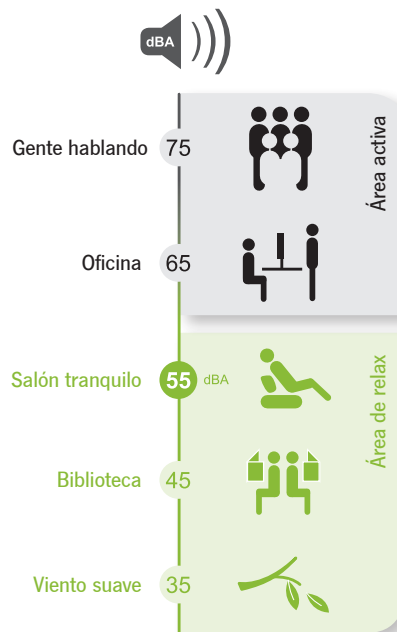 dBA
Gente hablando 75
Área activa
Oficina 65
Salón tranquilo 55 dBA
Área de relax
Biblioteca 45
Viento suave 35